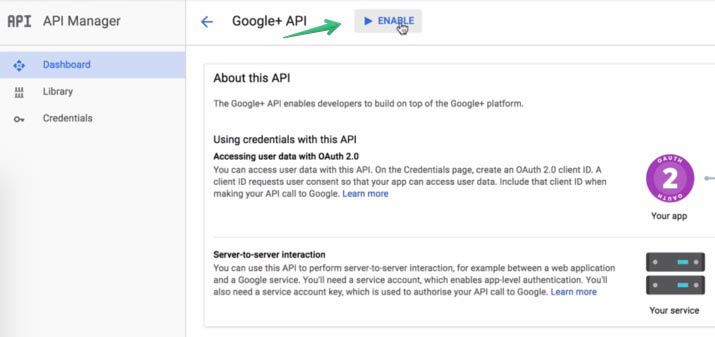 API API Manager
← Google+ API
ENABLE
Dashboard
Library
Credentials
About this API
The Google+ API enables developers to build on top of the Google+ platform.
Using credentials with this API
Accessing user data with OAuth 2.0
You can access user data with this API. On the Credentials page, create an OAuth 2.0 client ID. A
client ID requests user consent so that your app can access user data. Include that client ID when
making your API call to Google. Learn more
OAUTH
2
OAUTH
Your app
Server-to-server interaction
You can use this API to perform server-to-server interaction, for example between a web application
and a Google service. You'll need a service account, which enables app-level authentication. You'll
also need a service account key, which is used to authorise your API call to Google. Learn more
Your service